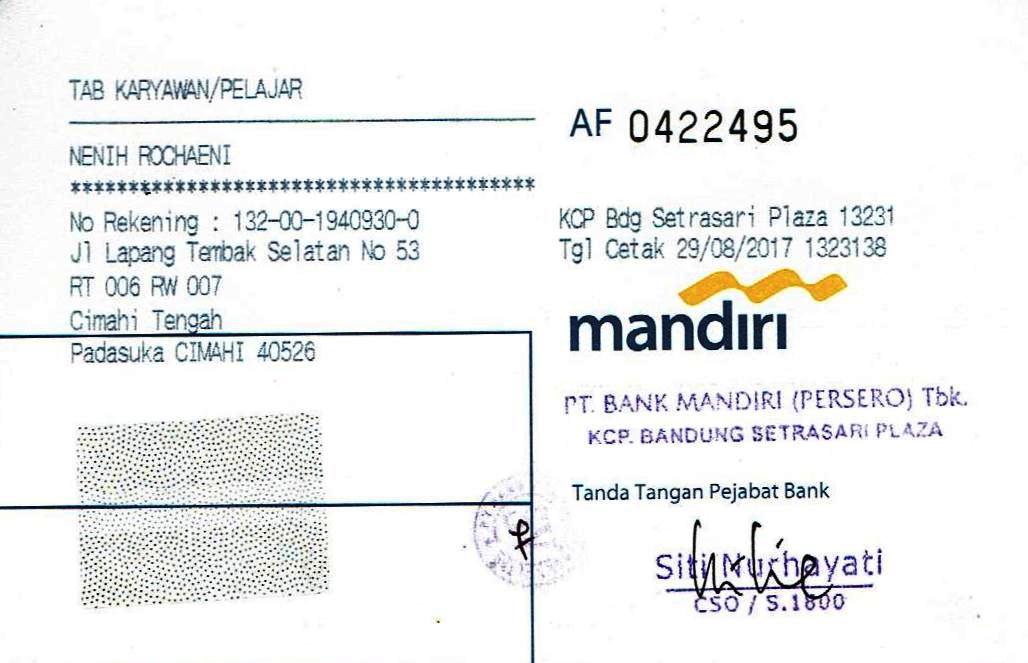 TAB KARYAWAN/PELAJAR
NENIH ROCHAENI
****************************************
No Rekening : 132-00-1940930-0
Jl Lapang Tembak Selatan No 53
RT 006 RW 007
Cimahi Tengah
Padasuka CIMAHI 40526
AF 0422495
KCP Bdg Setrasari Plaza 13231
Tgl Cetak 29/08/2017 1323138
mandiri
PT. BANK MANDIRI (PERSERO) Tbk.
KCP. BANDUNG SETRASARI PLAZA
Tanda Tangan Pejabat Bank
Siti Nurhayati
CSO / S.1800